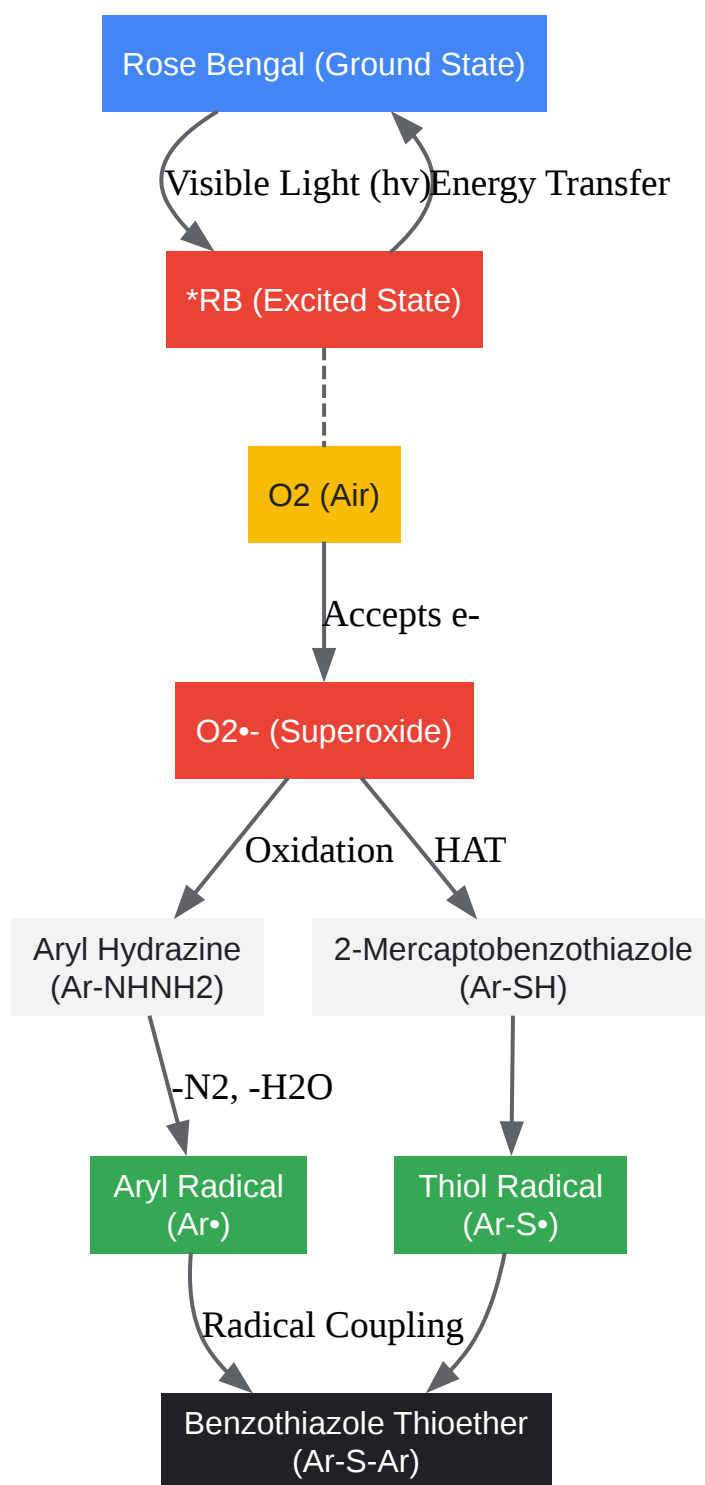 Rose Bengal (Ground State)
Visible Light (hv)
Energy Transfer
*RB (Excited State)
O2 (Air)
Accepts e-
O2•- (Superoxide)
Oxidation
HAT
Aryl Hydrazine
(Ar-NHNH2)
2-Mercaptobenzothiazole
(Ar-SH)
-N2, -H2O
Aryl Radical
(Ar•)
Thiol Radical
(Ar-S•)
Radical Coupling
Benzothiazole Thioether
(Ar-S-Ar)